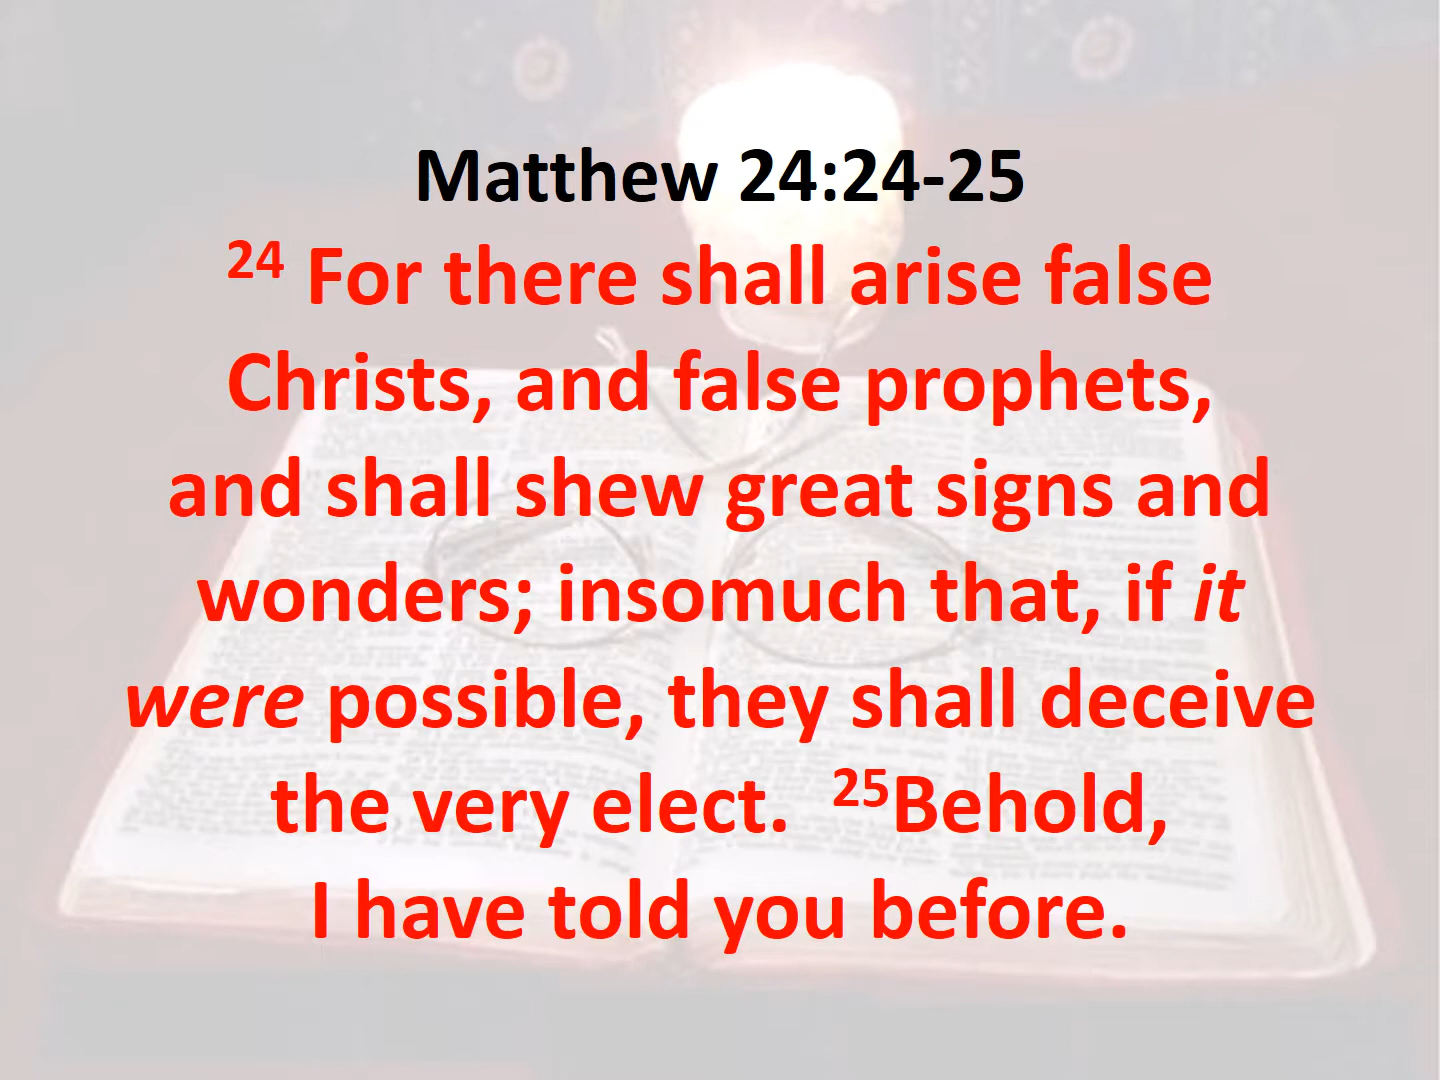 Matthew 24:24-25
24 For there shall arise false
Christs, and false prophets,
and shall shew great signs and
wonders; insomuch that, if it
were possible, they shall deceive
the very elect. 25Behold,
I have told you before.